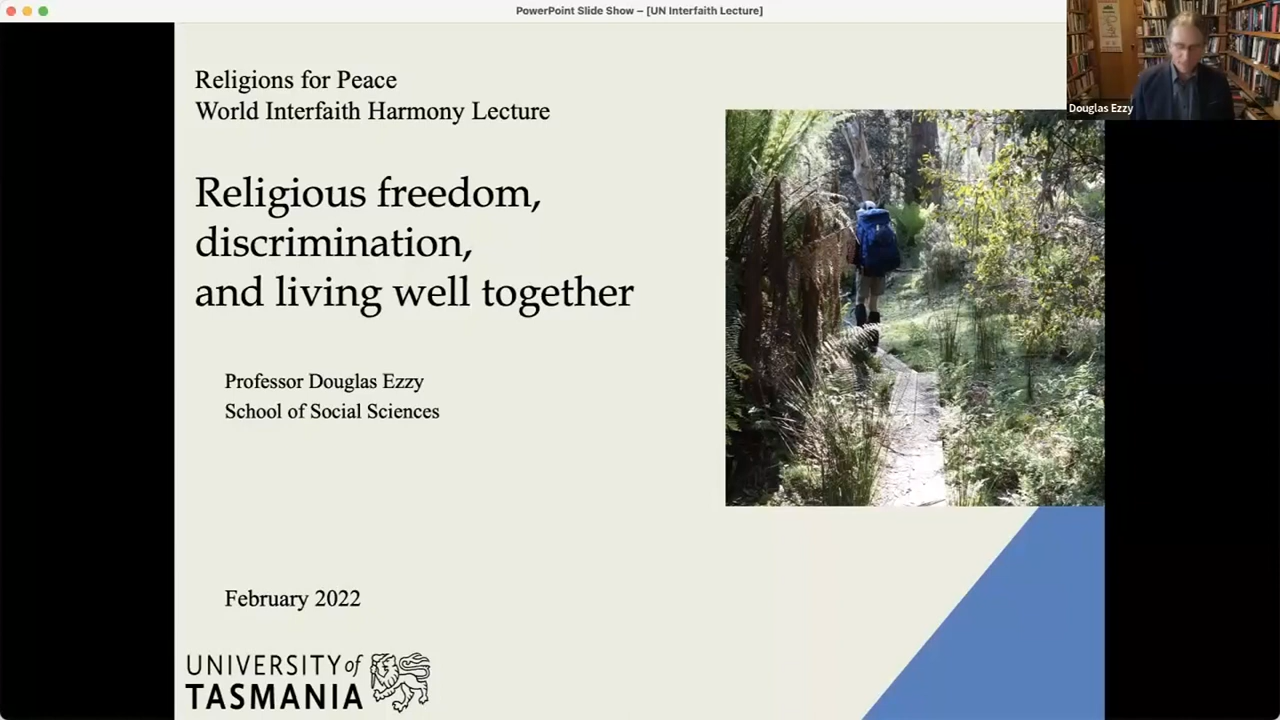 PowerPoint Slide Show – [UN Interfaith Lecture]
Douglas Ezzy
Religions for Peace
World Interfaith Harmony Lecture
Religious freedom,
discrimination,
and living well together
Professor Douglas Ezzy
School of Social Sciences
February 2022
UNIVERSITY of
TASMANIA